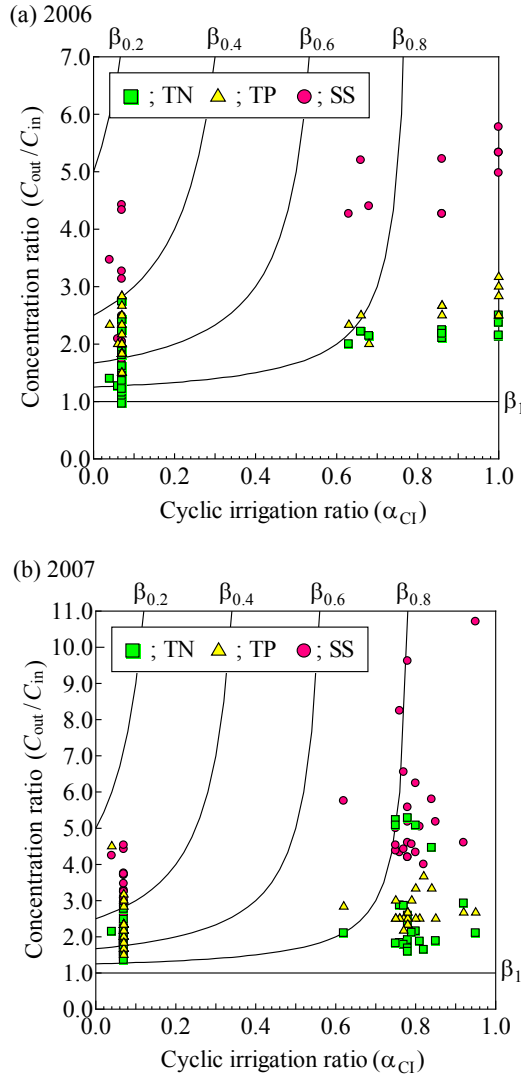 (a) 2006
β0.2 β0.4 β0.6 β0.8
7.0
; TN ; TP ; SS
6.0
5.0
4.0
3.0
2.0
1.0
0.0
β1
Concentration ratio (Cout/Cin)
0.0 0.2 0.4 0.6 0.8 1.0
Cyclic irrigation ratio (αCI)
(b) 2007
β0.2 β0.4 β0.6 β0.8
11.0
; TN ; TP ; SS
10.0
9.0
8.0
7.0
6.0
5.0
4.0
3.0
2.0
1.0
0.0
β1
Concentration ratio (Cout/Cin)
0.0 0.2 0.4 0.6 0.8 1.0
Cyclic irrigation ratio (αCI)